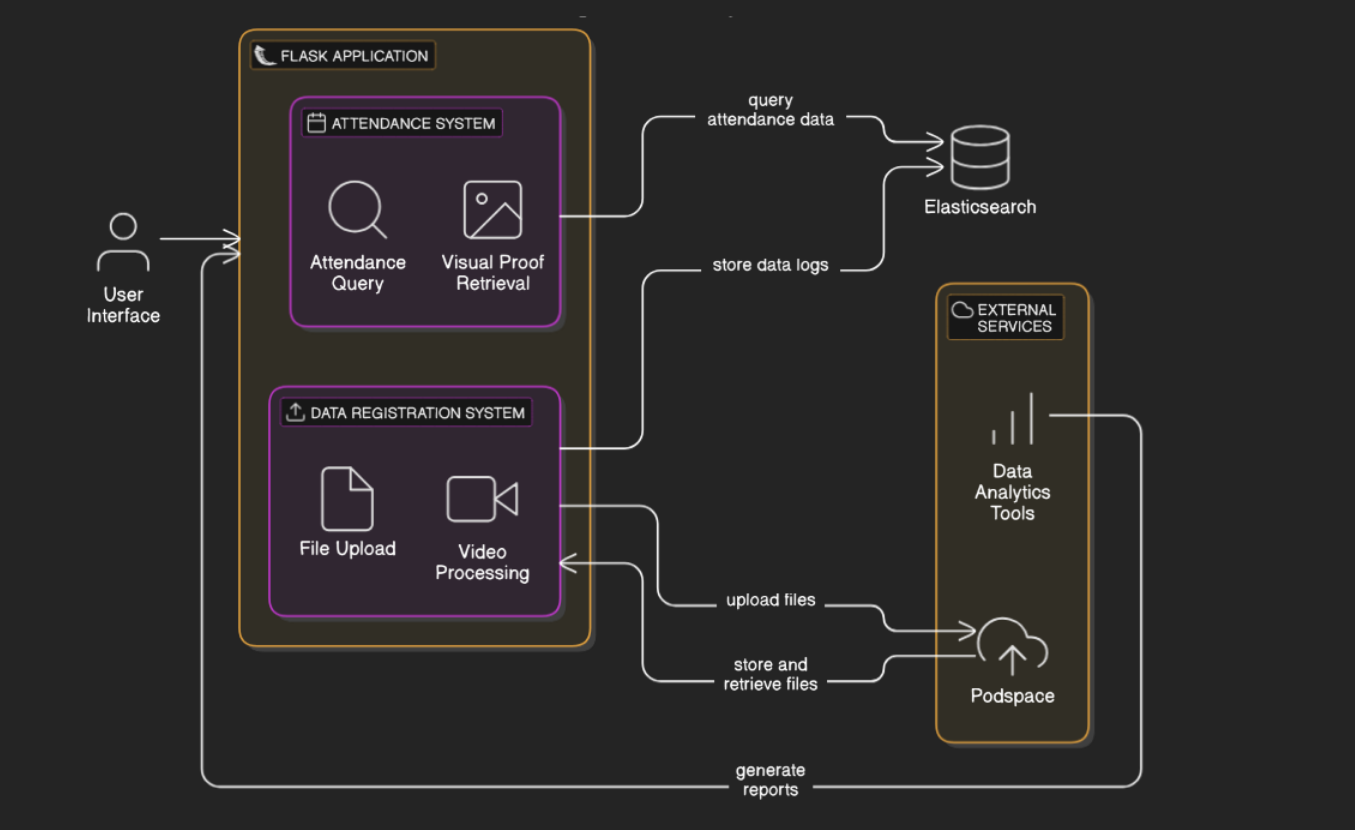 FLASK APPLICATION
ATTENDANCE SYSTEM
Attendance
Query
Visual Proof
Retrieval
User
Interface
DATA REGISTRATION SYSTEM
File Upload
Video
Processing
query
attendance data
Elasticsearch
store data logs
EXTERNAL
SERVICES
Data
Analytics
Tools
upload files
store and
retrieve files
Podspace
generate
reports